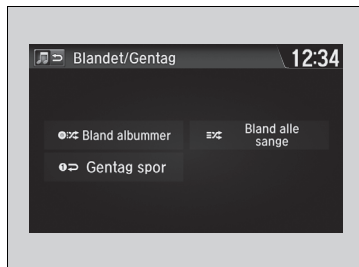 Blandet/Gentag
12:34
Bland albummer
Bland alle
sange
Gentag spor